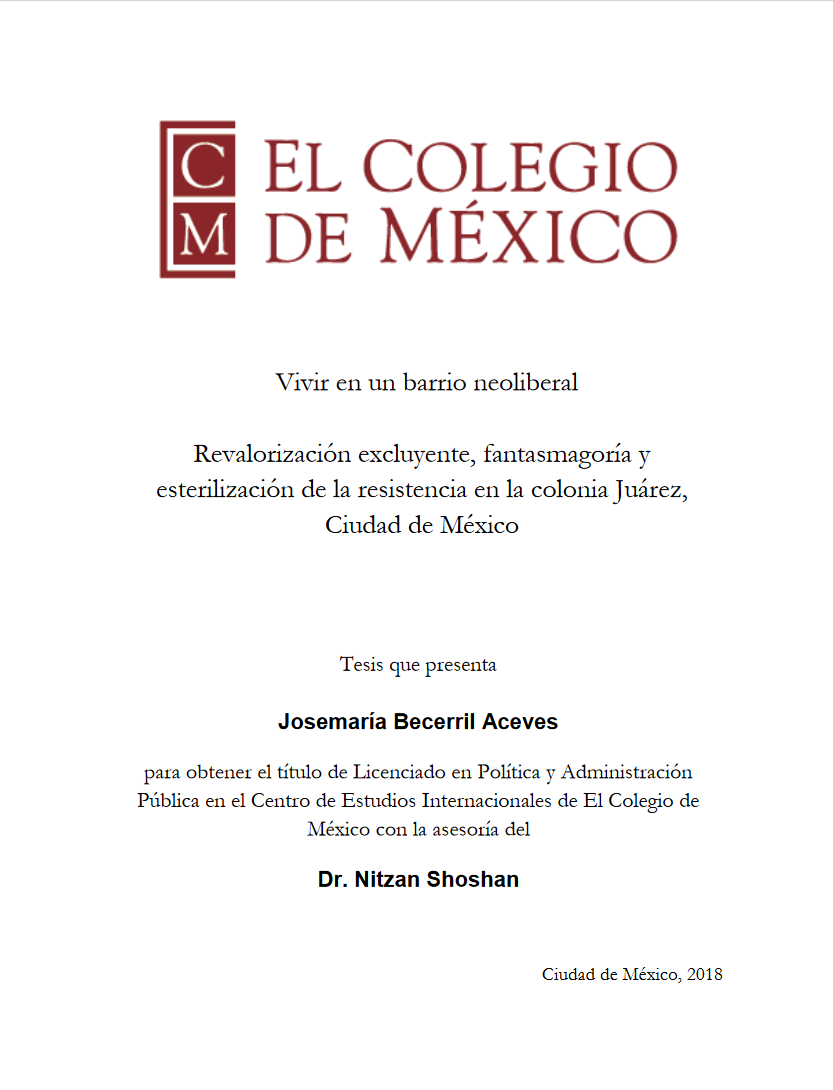 C
M
EL COLEGIO
DE MÉXICO
Vivir en un barrio neoliberal
Revalorización excluyente, fantasmagoría y
esterilización de la resistencia en la colonia Juárez,
Ciudad de México
Tesis que presenta
Josemaría Becerril Aceves
para obtener el título de Licenciado en Política y Administración
Pública en el Centro de Estudios Internacionales de El Colegio de
México con la asesoría del
Dr. Nitzan Shoshan
Ciudad de México, 2018